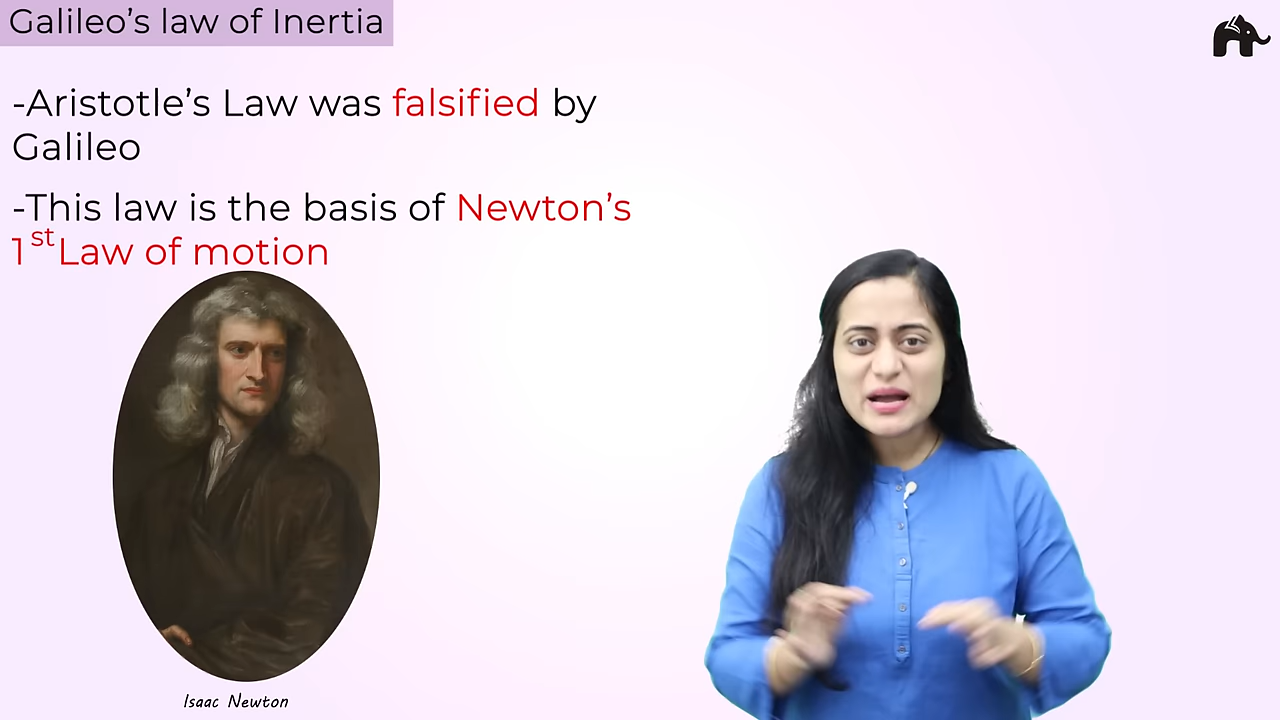 Galileo’s law of Inertia
-Aristotle’s Law was falsified by
Galileo
-This law is the basis of Newton’s
1st Law of motion
Isaac Newton